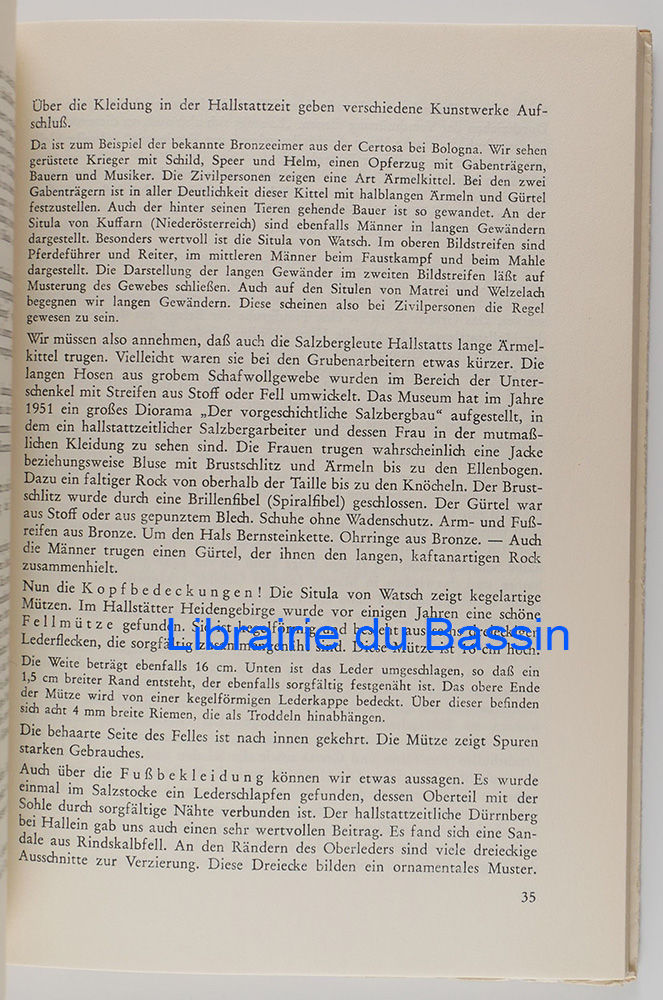 Über die Kleidung in der Hallstattzeit geben verschiedene Kunstwerke Auf-
schluß.
Da ist zum Beispiel der bekannte Bronzeeimer aus der Certosa bei Bologna. Wir sehen
gerüstete Krieger mit Schild, Speer und Helm, einen Opferzug mit Gabenträgern,
Bauern und Musiker. Die Zivilpersonen zeigen eine Art Ärmelkittel. Bei den zwei
Gabenträgern ist in aller Deutlichkeit dieser Kittel mit halblangen Ärmeln und Gürtel
festzustellen. Auch der hinter seinen Tieren gehende Bauer ist so gewandet. An der
Situla von Kuffarn (Niederösterreich) sind ebenfalls Männer in langen Gewändern
dargestellt. Besonders wertvoll ist die Situla von Watsch. Im oberen Bildstreifen sind
Pferdeführer und Reiter, im mittleren Männer beim Faustkampf und beim Mahle
dargestellt. Die Darstellung der langen Gewänder im zweiten Bildstreifen läßt auf
Musterung des Gewebes schließen. Auch auf den Situlen von Matrei und Welzelach
begegnen wir langen Gewändern. Diese scheinen also bei Zivilpersonen die Regel
gewesen zu sein.
Wir müssen also annehmen, daß auch die Salzbergleute Hallstatts lange Ärmel-
kittel trugen. Vielleicht waren sie bei den Grubenarbeitern etwas kürzer. Die
langen Hosen aus grobem Schafwollgewebe wurden im Bereich der Unter-
schenkel mit Streifen aus Stoff oder Fell umwickelt. Das Museum hat im Jahre
1951 ein großes Diorama „Der vorgeschichtliche Salzbergbau“ aufgestellt, in
dem ein hallstattzeitlicher Salzbergarbeiter und dessen Frau in der mutmaß-
lichen Kleidung zu sehen sind. Die Frauen trugen wahrscheinlich eine Jacke
beziehungsweise Bluse mit Brustschlitz und Ärmeln bis zu den Ellenbogen.
Dazu ein faltiger Rock von oberhalb der Taille bis zu den Knöcheln. Der Brust-
schlitz wurde durch eine Brillenfibel (Spiralfibel) geschlossen. Der Gürtel war
aus Stoff oder aus gepunztem Blech. Schuhe ohne Wadenschutz. Arm- und Fuß-
reifen aus Bronze. Um den Hals Bernsteinkette. Ohrringe aus Bronze. — Auch
die Männer trugen einen Gürtel, der ihnen den langen, kaftanartigen Rock
zusammenhielt.
Nun die Kopfbedeckungen! Die Situla von Watsch zeigt kegelartige
Mützen. Im Hallstätter Heidengebirge wurde vor einigen Jahren eine schöne
Fellmütze gefunden. Sie ist kegelförmig und besteht aus sechs dreieckigen
Lederflecken, die sorgfältig zusammengenäht sind. Diese Mütze ist 16 cm hoch.
Librairie du Bassin
Die Weite beträgt ebenfalls 16 cm. Unten ist das Leder umgeschlagen, so daß ein
1,5 cm breiter Rand entsteht, der ebenfalls sorgfältig festgenäht ist. Das obere Ende
der Mütze wird von einer kegelförmigen Lederkappe bedeckt. Über dieser befinden
sich acht 4 mm breite Riemen, die als Troddeln hinabhängen.
Die behaarte Seite des Felles ist nach innen gekehrt. Die Mütze zeigt Spuren
starken Gebrauches.
Auch über die Fußbekleidung können wir etwas aussagen. Es wurde
einmal im Salzstocke ein Lederschlapfen gefunden, dessen Oberteil mit der
Sohle durch sorgfältige Nähte verbunden ist. Der hallstattzeitliche Dürrnberg
bei Hallein gab uns auch einen sehr wertvollen Beitrag. Es fand sich eine San-
dale aus Rindskalbfell. An den Rändern des Oberleders sind viele dreieckige
Ausschnitte zur Verzierung. Diese Dreiecke bilden ein ornamentales Muster.
35